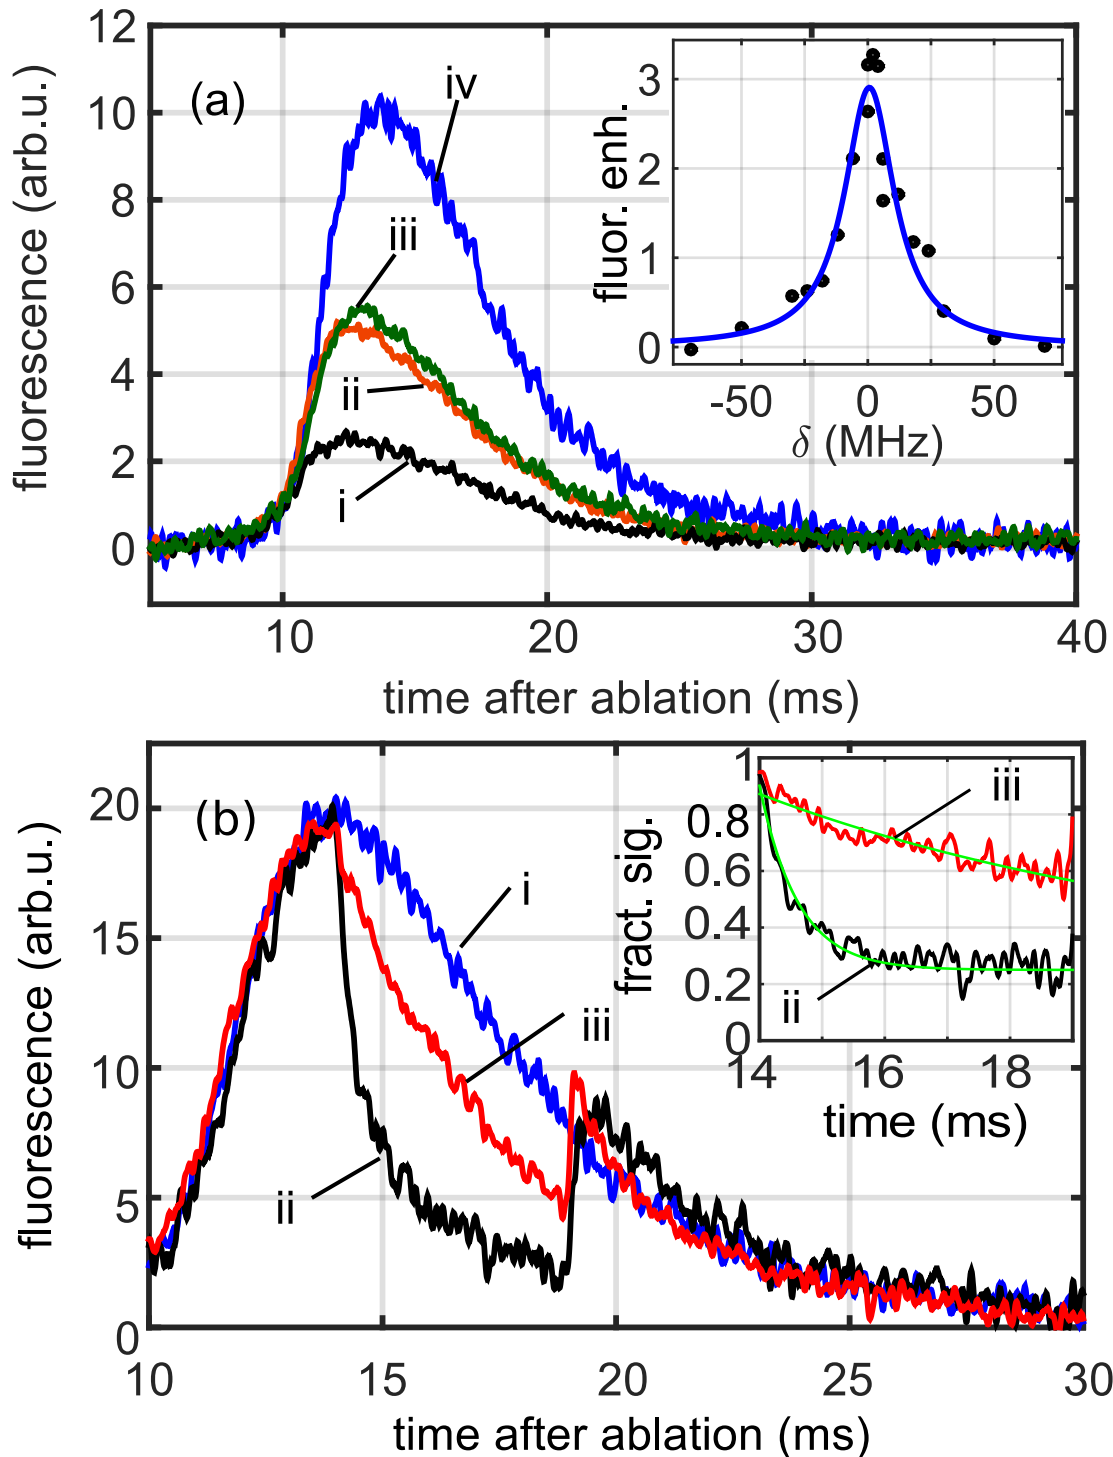 12
10
8
6
4
2
0
fluorescence (arb.u.)
(a)
iv
iii
ii
i
10
20
30
40
time after ablation (ms)
3
2
1
0
fluor. enh.
-50
0
50
δ (MHz)
20
15
10
5
0
fluorescence (arb.u.)
(b)
i
iii
ii
10
15
20
25
30
time after ablation (ms)
1
0.8
0.6
0.4
0.2
0
fract. sig.
iii
ii
14
16
18
time (ms)